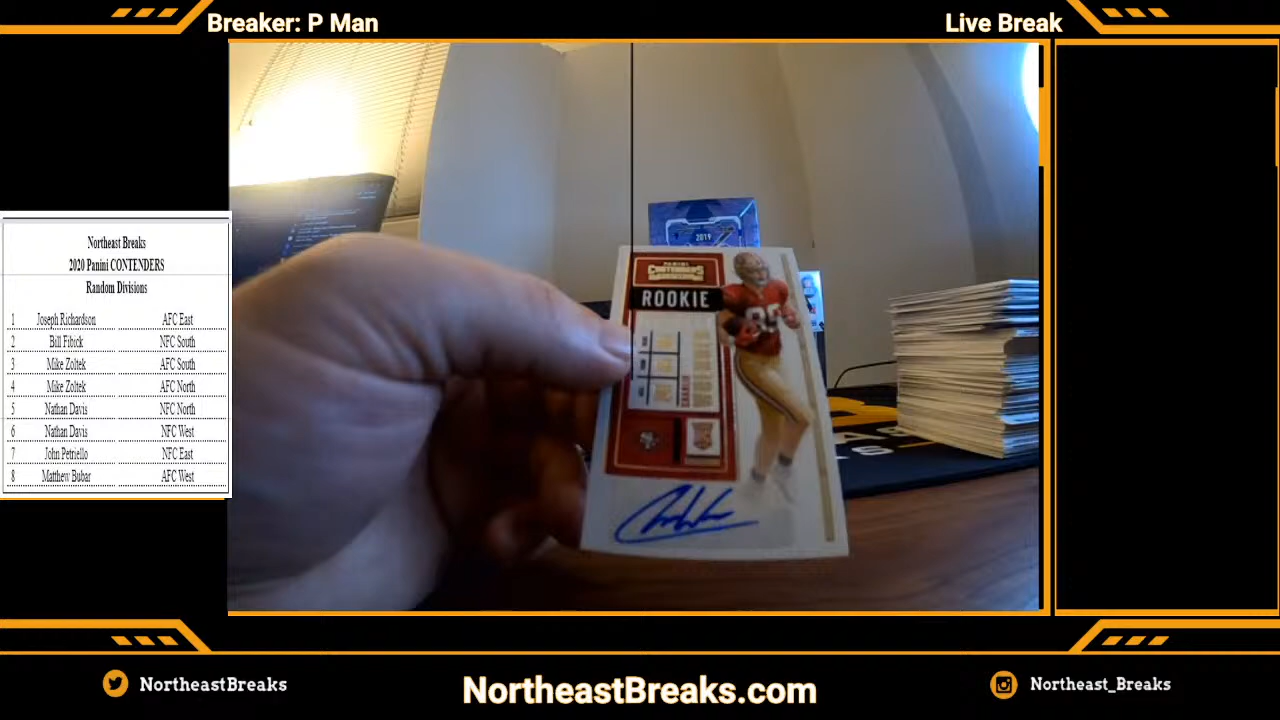 Breaker: P Man
Live Break
Northeast Breaks
2020 Panini CONTENDERS
Random Divisions
1 Joseph Richardson AFC East
2 Bill Fibick NFC South
3 Mike Zoltek AFC South
4 Mike Zoltek AFC North
5 Nathan Davis NFC North
6 Nathan Davis NFC West
7 John Petriello NFC East
8 Matthew Bubar AFC West
2019
PANINI
CONTENDERS
ROOKIE
NortheastBreaks
NortheastBreaks.com
Northeast_Breaks